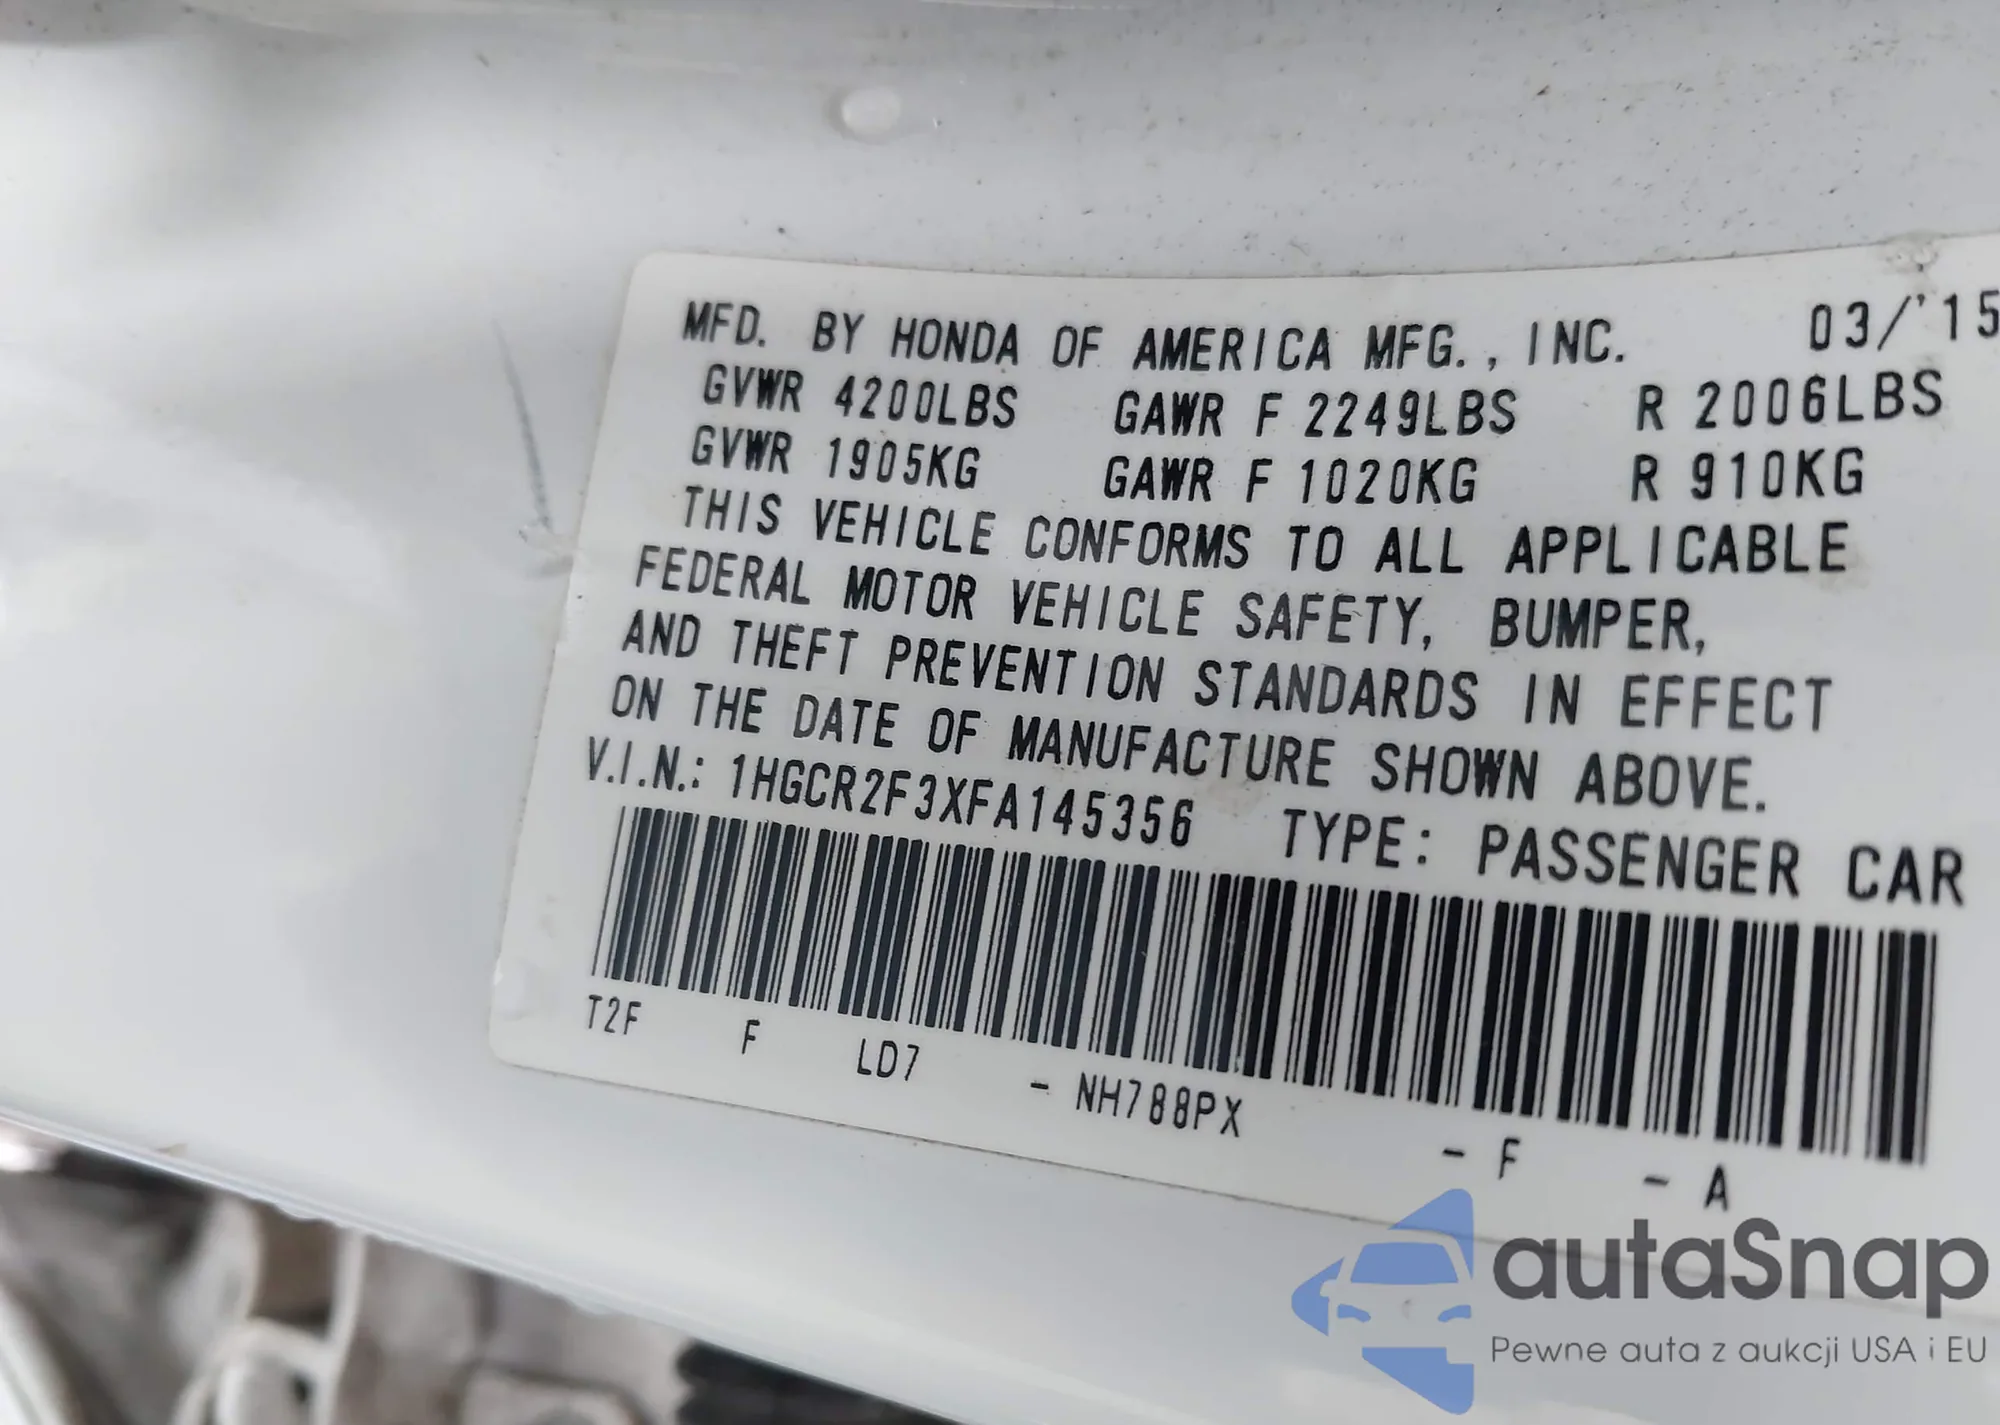 MFD. BY HONDA OF AMERICA MFG., INC. 03/'15
GVWR 4200LBS GAWR F 2249LBS R 2006LBS
GVWR 1905KG GAWR F 1020KG R 910KG
THIS VEHICLE CONFORMS TO ALL APPLICABLE
FEDERAL MOTOR VEHICLE SAFETY, BUMPER,
AND THEFT PREVENTION STANDARDS IN EFFECT
ON THE DATE OF MANUFACTURE SHOWN ABOVE.
V.I.N.: 1HGCR2F3XFA145356 TYPE: PASSENGER CAR
T2F F LD7 - NH788PX - F - A
autaSnap
Pewne auta z aukcji USA i EU